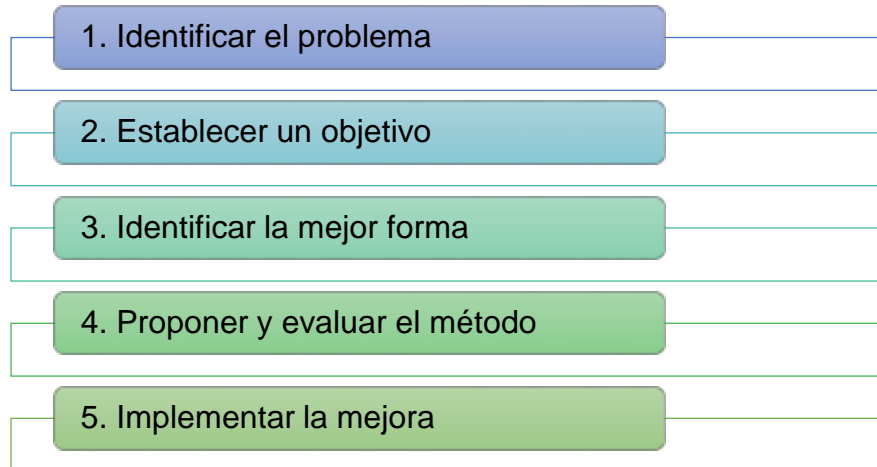 1. Identificar el problema
2. Establecer un objetivo
3. Identificar la mejor forma
4. Proponer y evaluar el método
5. Implementar la mejora